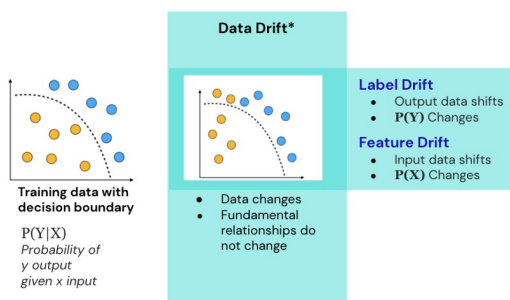 Data Drift*
Training data with
decision boundary
P(Y|X)
Probability of
y output
given x input
• Data changes
• Fundamental
relationships do
not change
Label Drift
• Output data shifts
• P(Y) Changes
Feature Drift
• Input data shifts
• P(X) Changes